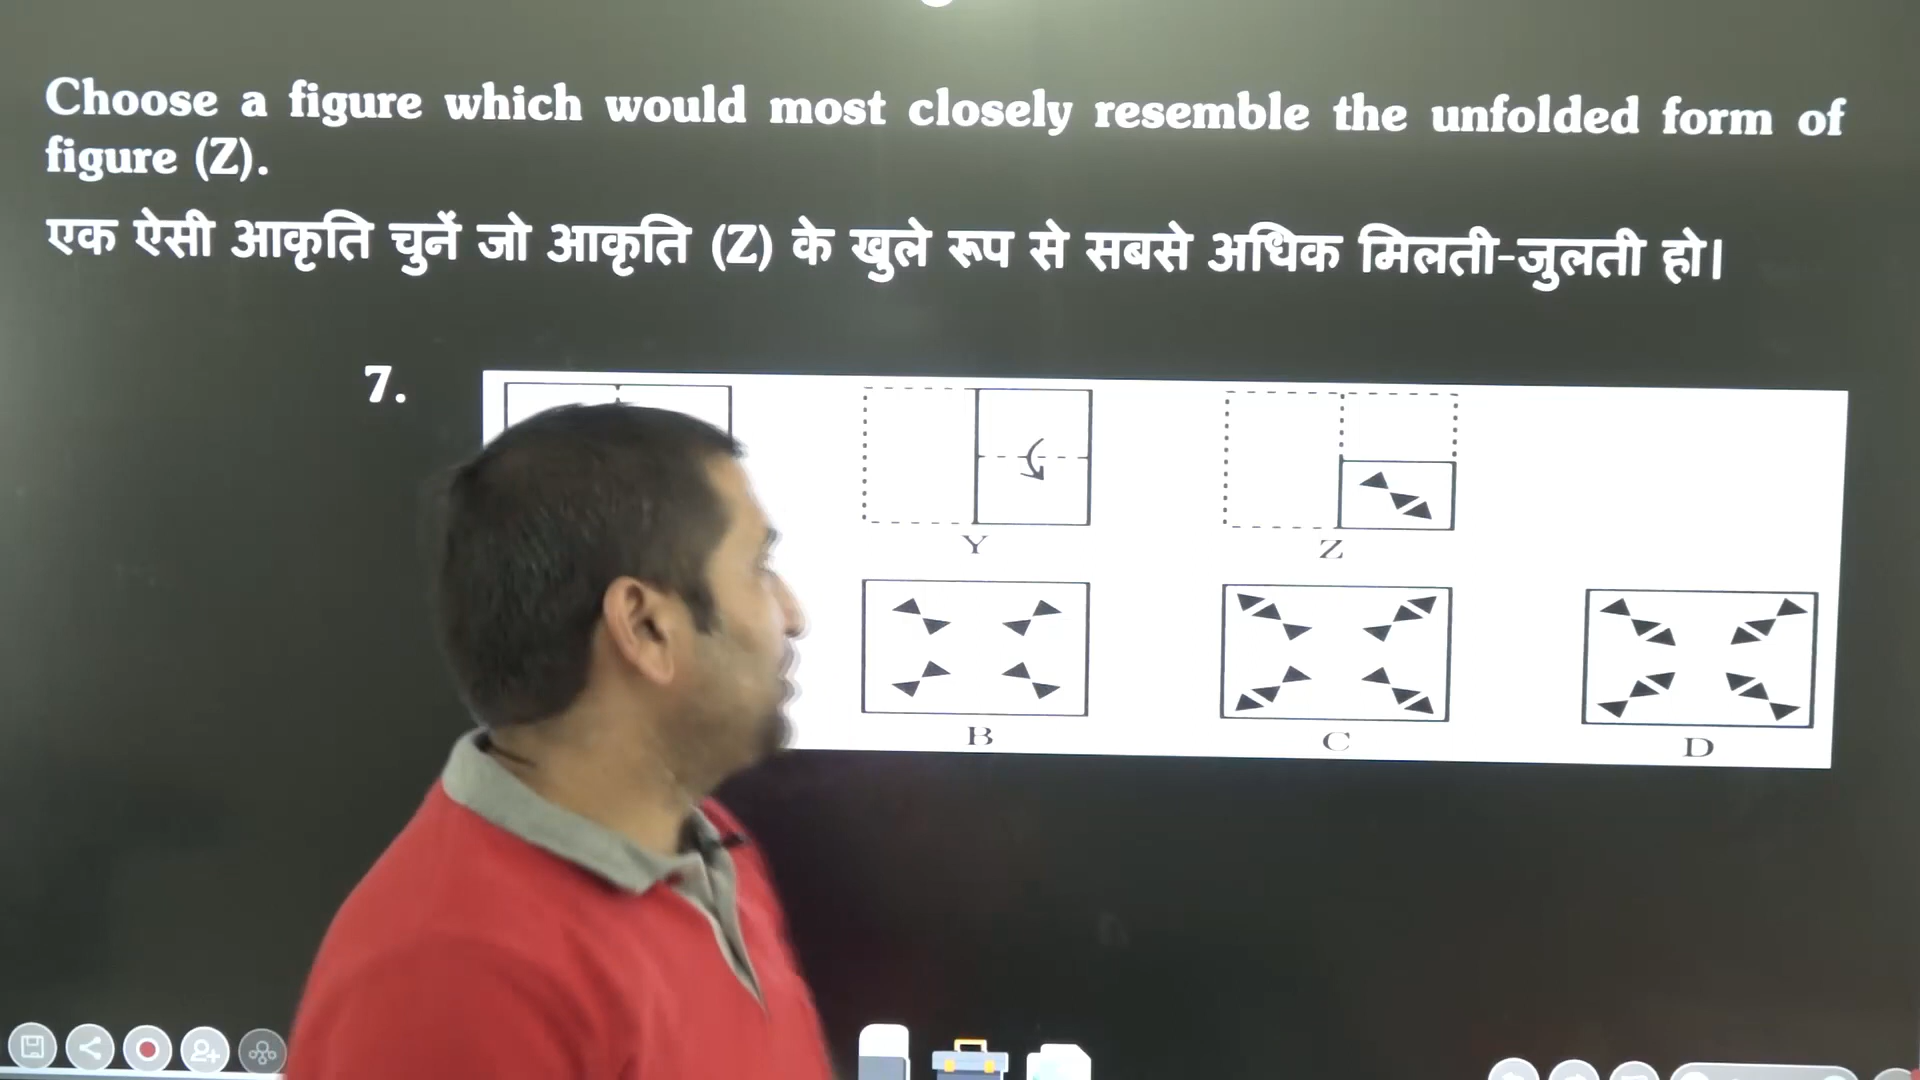 Choose a figure which would most closely resemble the unfolded form of
figure (Z).
एक ऐसी आकृति चुनें जो आकृति (Z) के खुले रूप से सबसे अधिक मिलती-जुलती हो।
7.
Y Z
B C D